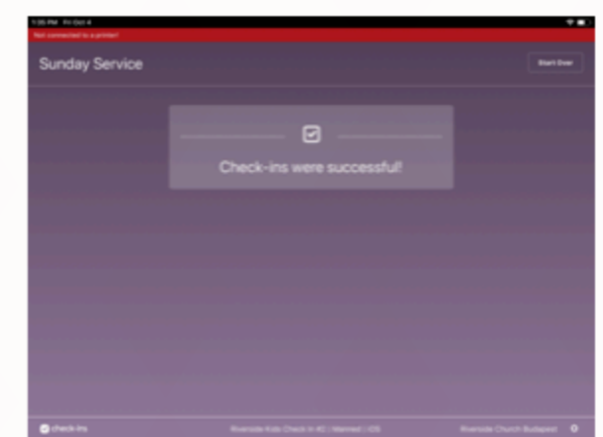 1:05 PM Fri Oct 4
Not connected to a printer!
Sunday Service
Start Over
Check-ins were successful!
check-ins
Riverside Kids Check In #2 | Manned | iOS
Riverside Church Budapest